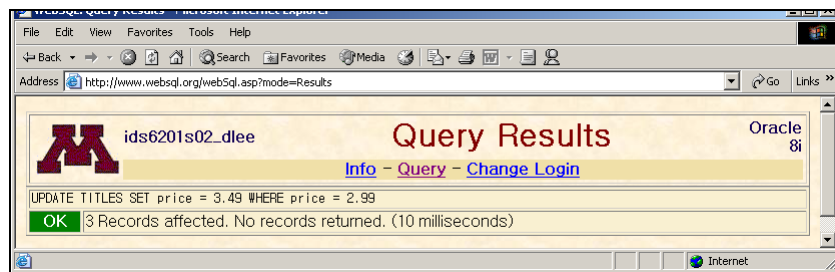 WebSQL: Query Results - Microsoft Internet Explorer
File Edit View Favorites Tools Help
Back Search Favorites Media
Address http://www.websql.org/webSql.asp?mode=Results Go Links »
ids6201s02_dlee Query Results Oracle 8i
Info - Query - Change Login
UPDATE TITLES SET price = 3.49 WHERE price = 2.99
OK 3 Records affected. No records returned. (10 milliseconds)
Internet